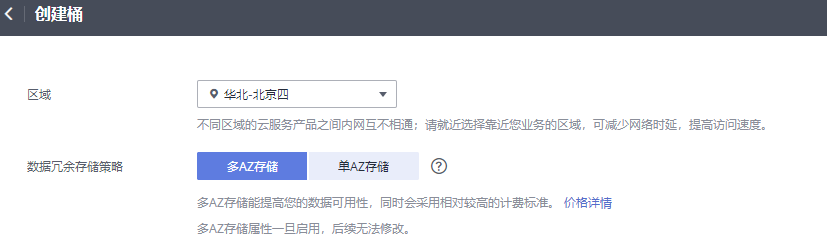 创建桶
区域
华北-北京四
不同区域的云服务产品之间内网互不相通；请就近选择靠近您业务的区域，可减少网络时延，提高访问速度。
数据冗余存储策略
多AZ存储
单AZ存储
多AZ存储能提高您的数据可用性，同时会采用相对较高的计费标准。 价格详情
多AZ存储属性一旦启用，后续无法修改。